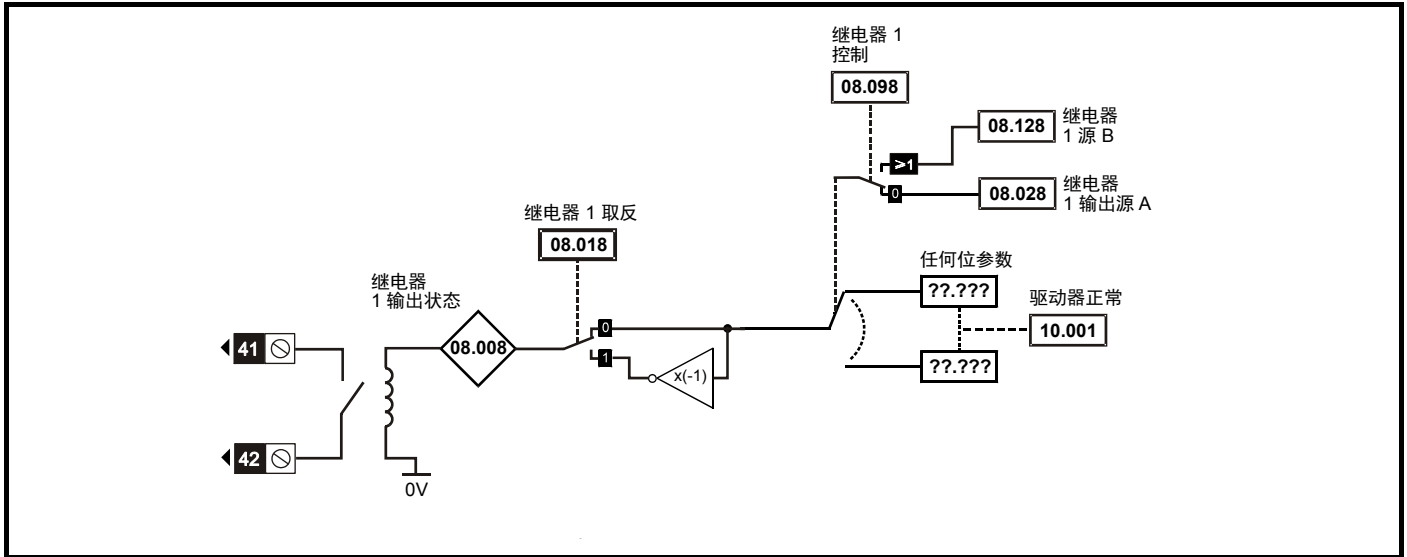 继电器 1
控制
08.098
08.128
继电器
1 源 B
>1
0
08.028
继电器
1 输出源 A
继电器 1 取反
08.018
任何位参数
??.???
驱动器正常
10.001
??.???
继电器
1 输出状态
08.008
0
1
x(-1)
41
42
0V